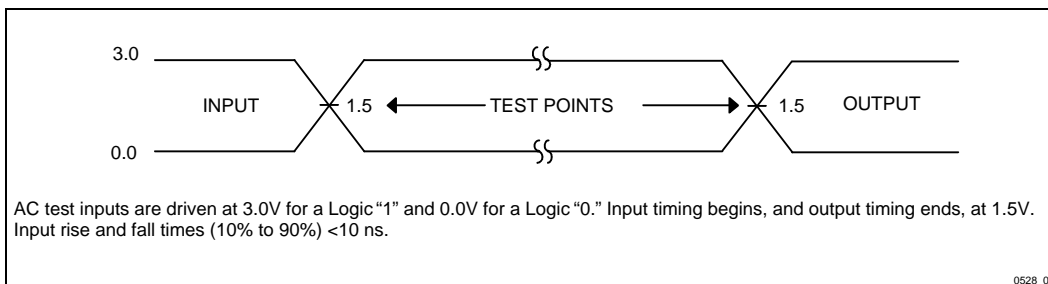 3.0
INPUT 1.5 TEST POINTS 1.5 OUTPUT
0.0
AC test inputs are driven at 3.0V for a Logic “1” and 0.0V for a Logic “0.” Input timing begins, and output timing ends, at 1.5V.
Input rise and fall times (10% to 90%) <10 ns.
0528_0